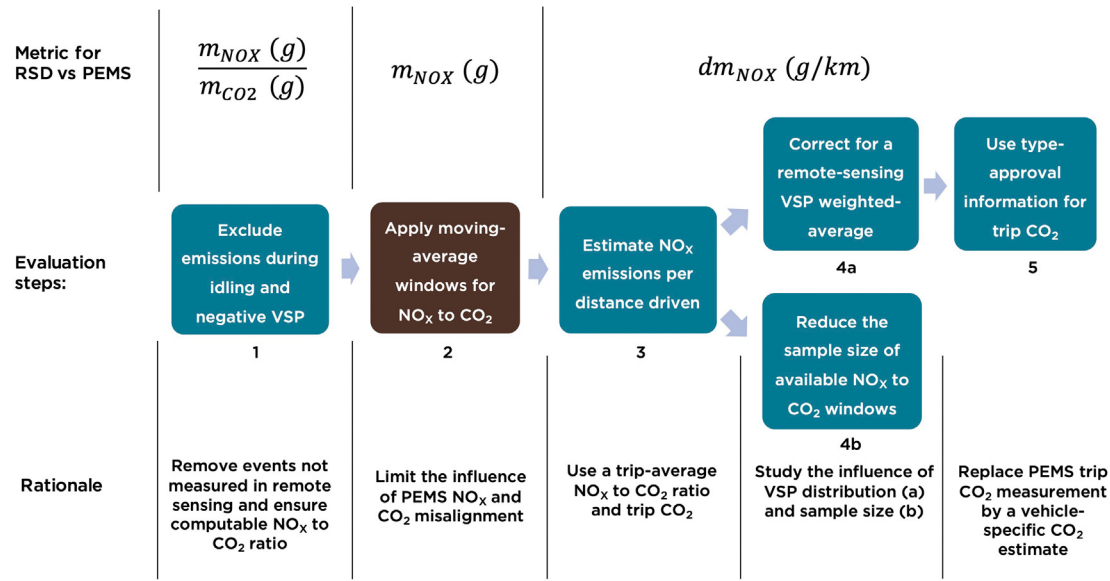 Metric for
RSD vs PEMS
m_NOX (g)
m_CO2 (g)
m_NOX (g)
dm_NOX (g/km)
Evaluation
steps:
Exclude
emissions during
idling and
negative VSP
1
Apply moving-
average
windows for
NOX to CO2
2
Estimate NOX
emissions per
distance driven
3
Correct for a
remote-sensing
VSP weighted-
average
4a
Reduce the
sample size of
available NOX to
CO2 windows
4b
Use type-
approval
information for
trip CO2
5
Rationale
Remove events not
measured in remote
sensing and ensure
computable NOX to
CO2 ratio
Limit the influence
of PEMS NOX and
CO2 misalignment
Use a trip-average
NOX to CO2 ratio
and trip CO2
Study the influence of
VSP distribution (a)
and sample size (b)
Replace PEMS trip
CO2 measurement
by a vehicle-
specific CO2
estimate